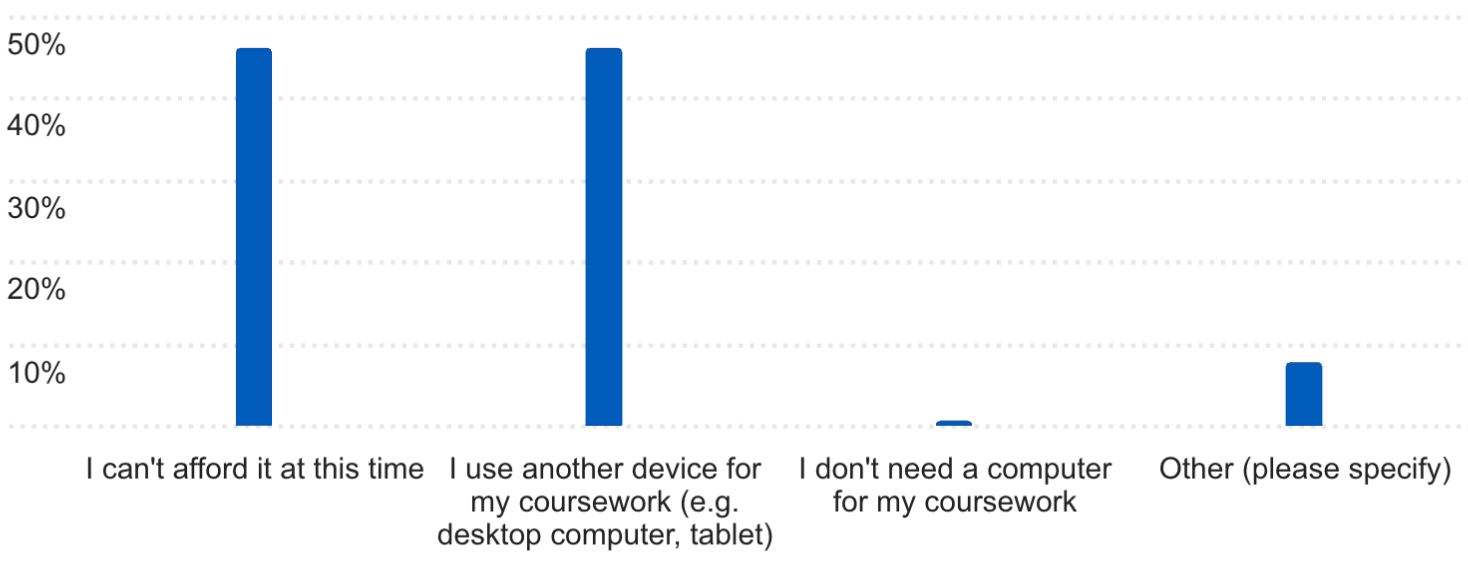 50%
40%
30%
20%
10%
I can't afford it at this time
I use another device for
my coursework (e.g.
desktop computer, tablet)
I don't need a computer
for my coursework
Other (please specify)